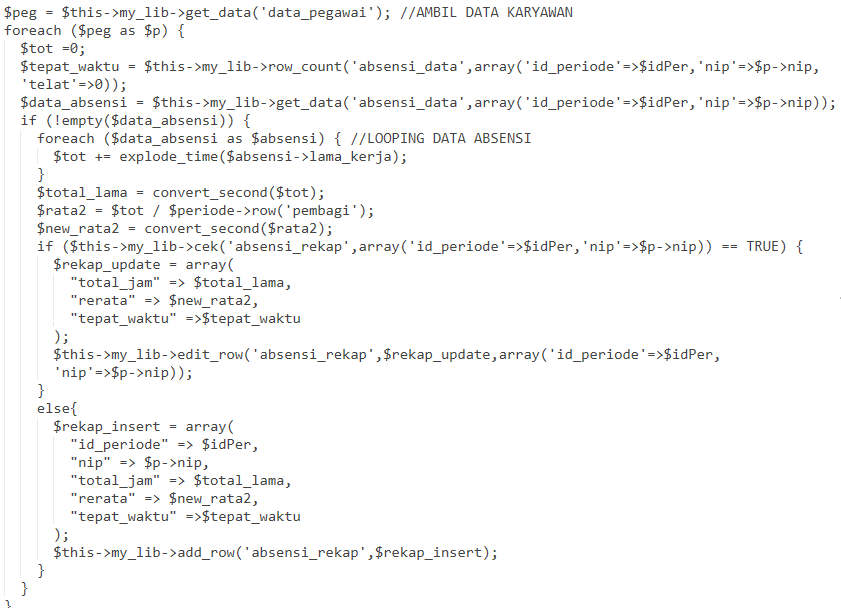 $peg = $this->my_lib->get_data('data_pegawai'); //AMBIL DATA KARYAWAN
foreach ($peg as $p) {
  $tot =0;
  $tepat_waktu = $this->my_lib->row_count('absensi_data',array('id_periode'=>$idPer,'nip'=>$p->nip,
  'telat'=>0));
  $data_absensi = $this->my_lib->get_data('absensi_data',array('id_periode'=>$idPer,'nip'=>$p->nip));
  if (!empty($data_absensi)) {
    foreach ($data_absensi as $absensi) { //LOOPING DATA ABSENSI
      $tot += explode_time($absensi->lama_kerja);
    }
    $total_lama = convert_second($tot);
    $rata2 = $tot / $periode->row('pembagi');
    $new_rata2 = convert_second($rata2);
    if ($this->my_lib->cek('absensi_rekap',array('id_periode'=>$idPer,'nip'=>$p->nip)) == TRUE) {
      $rekap_update = array(
        "total_jam" => $total_lama,
        "rerata" => $new_rata2,
        "tepat_waktu" =>$tepat_waktu
      );
      $this->my_lib->edit_row('absensi_rekap',$rekap_update,array('id_periode'=>$idPer,
      'nip'=>$p->nip));
    }
    else{
      $rekap_insert = array(
        "id_periode" => $idPer,
        "nip" => $p->nip,
        "total_jam" => $total_lama,
        "rerata" => $new_rata2,
        "tepat_waktu" =>$tepat_waktu
      );
      $this->my_lib->add_row('absensi_rekap',$rekap_insert);
    }
  }
}